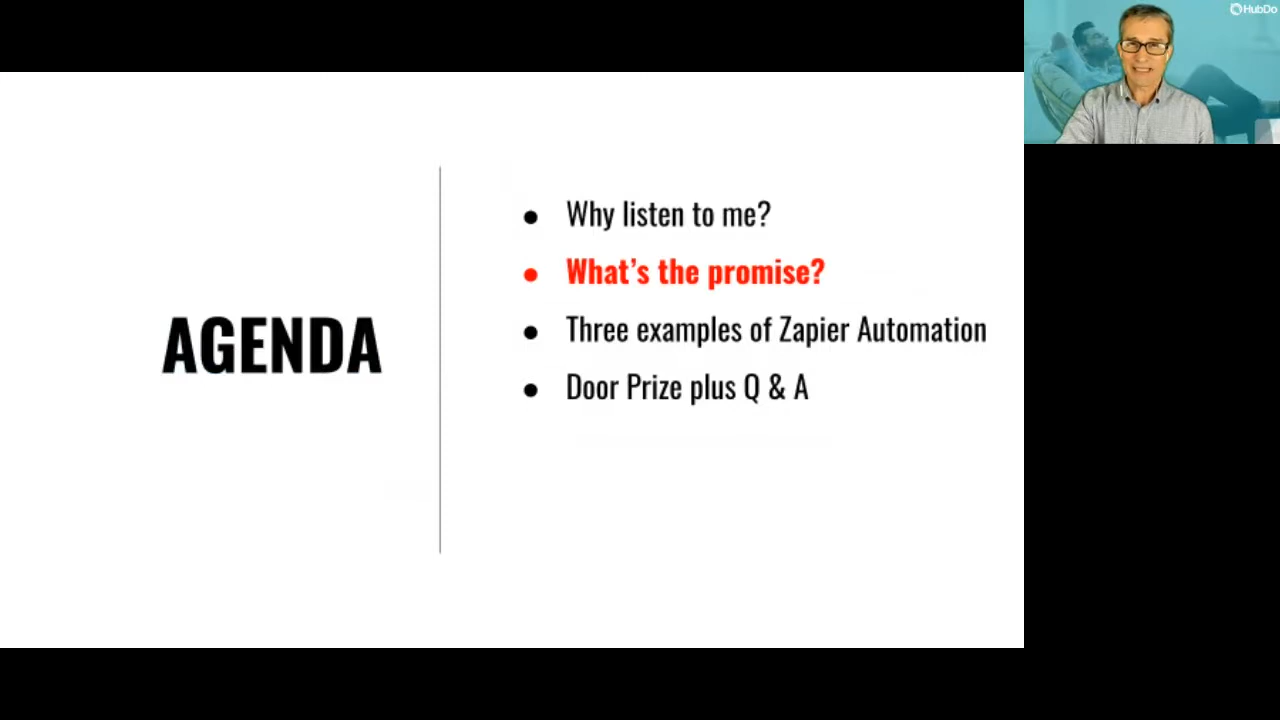 HubDo
AGENDA
Why listen to me?
What's the promise?
Three examples of Zapier Automation
Door Prize plus Q & A